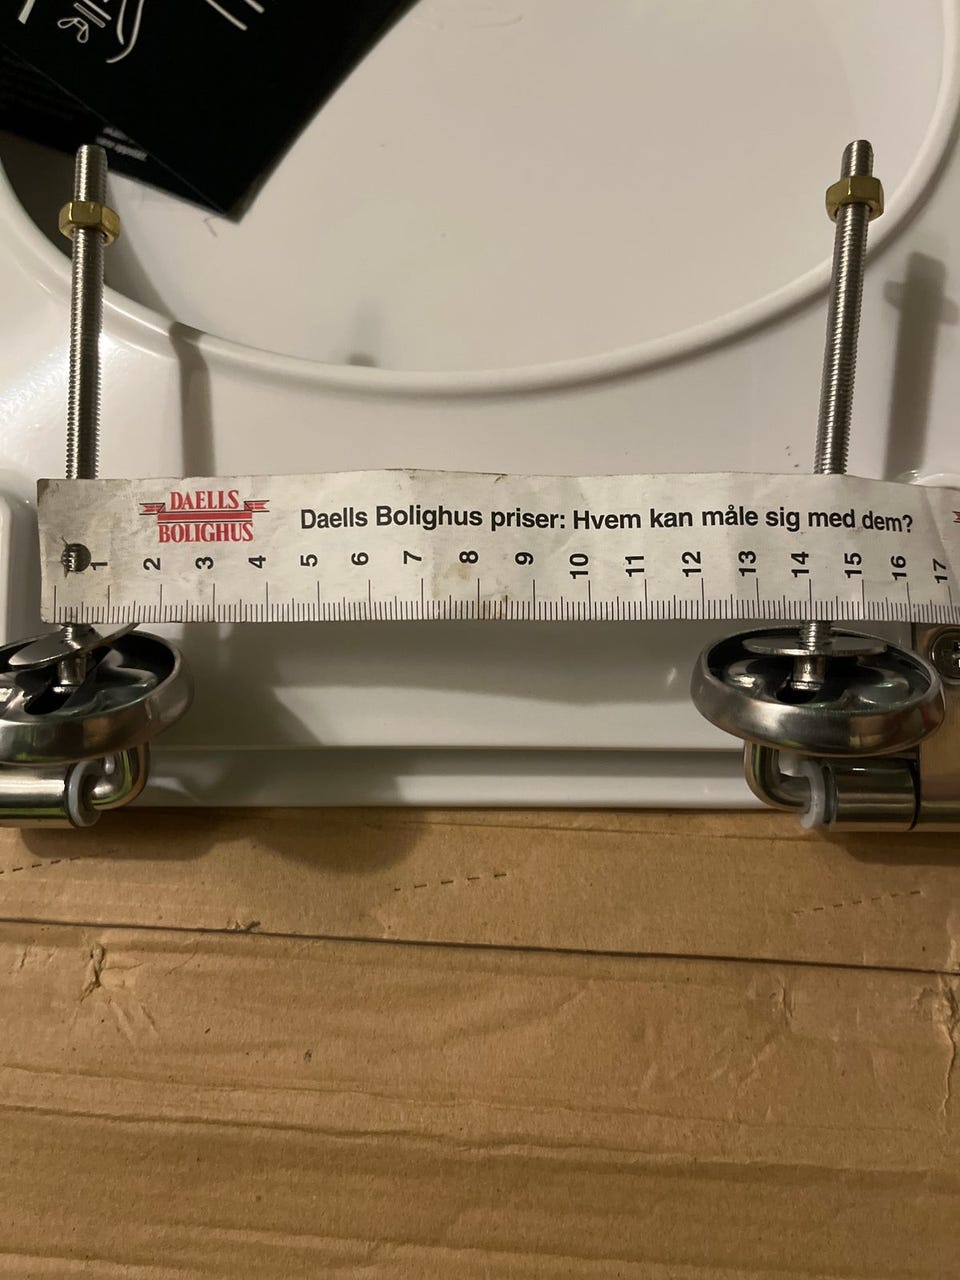 DAELLS
BOLIGHUS
Daells Bolighus priser: Hvem kan måle sig med dem?
1 2 3 4 5 6 7 8 9 10 11 12 13 14 15 16 17